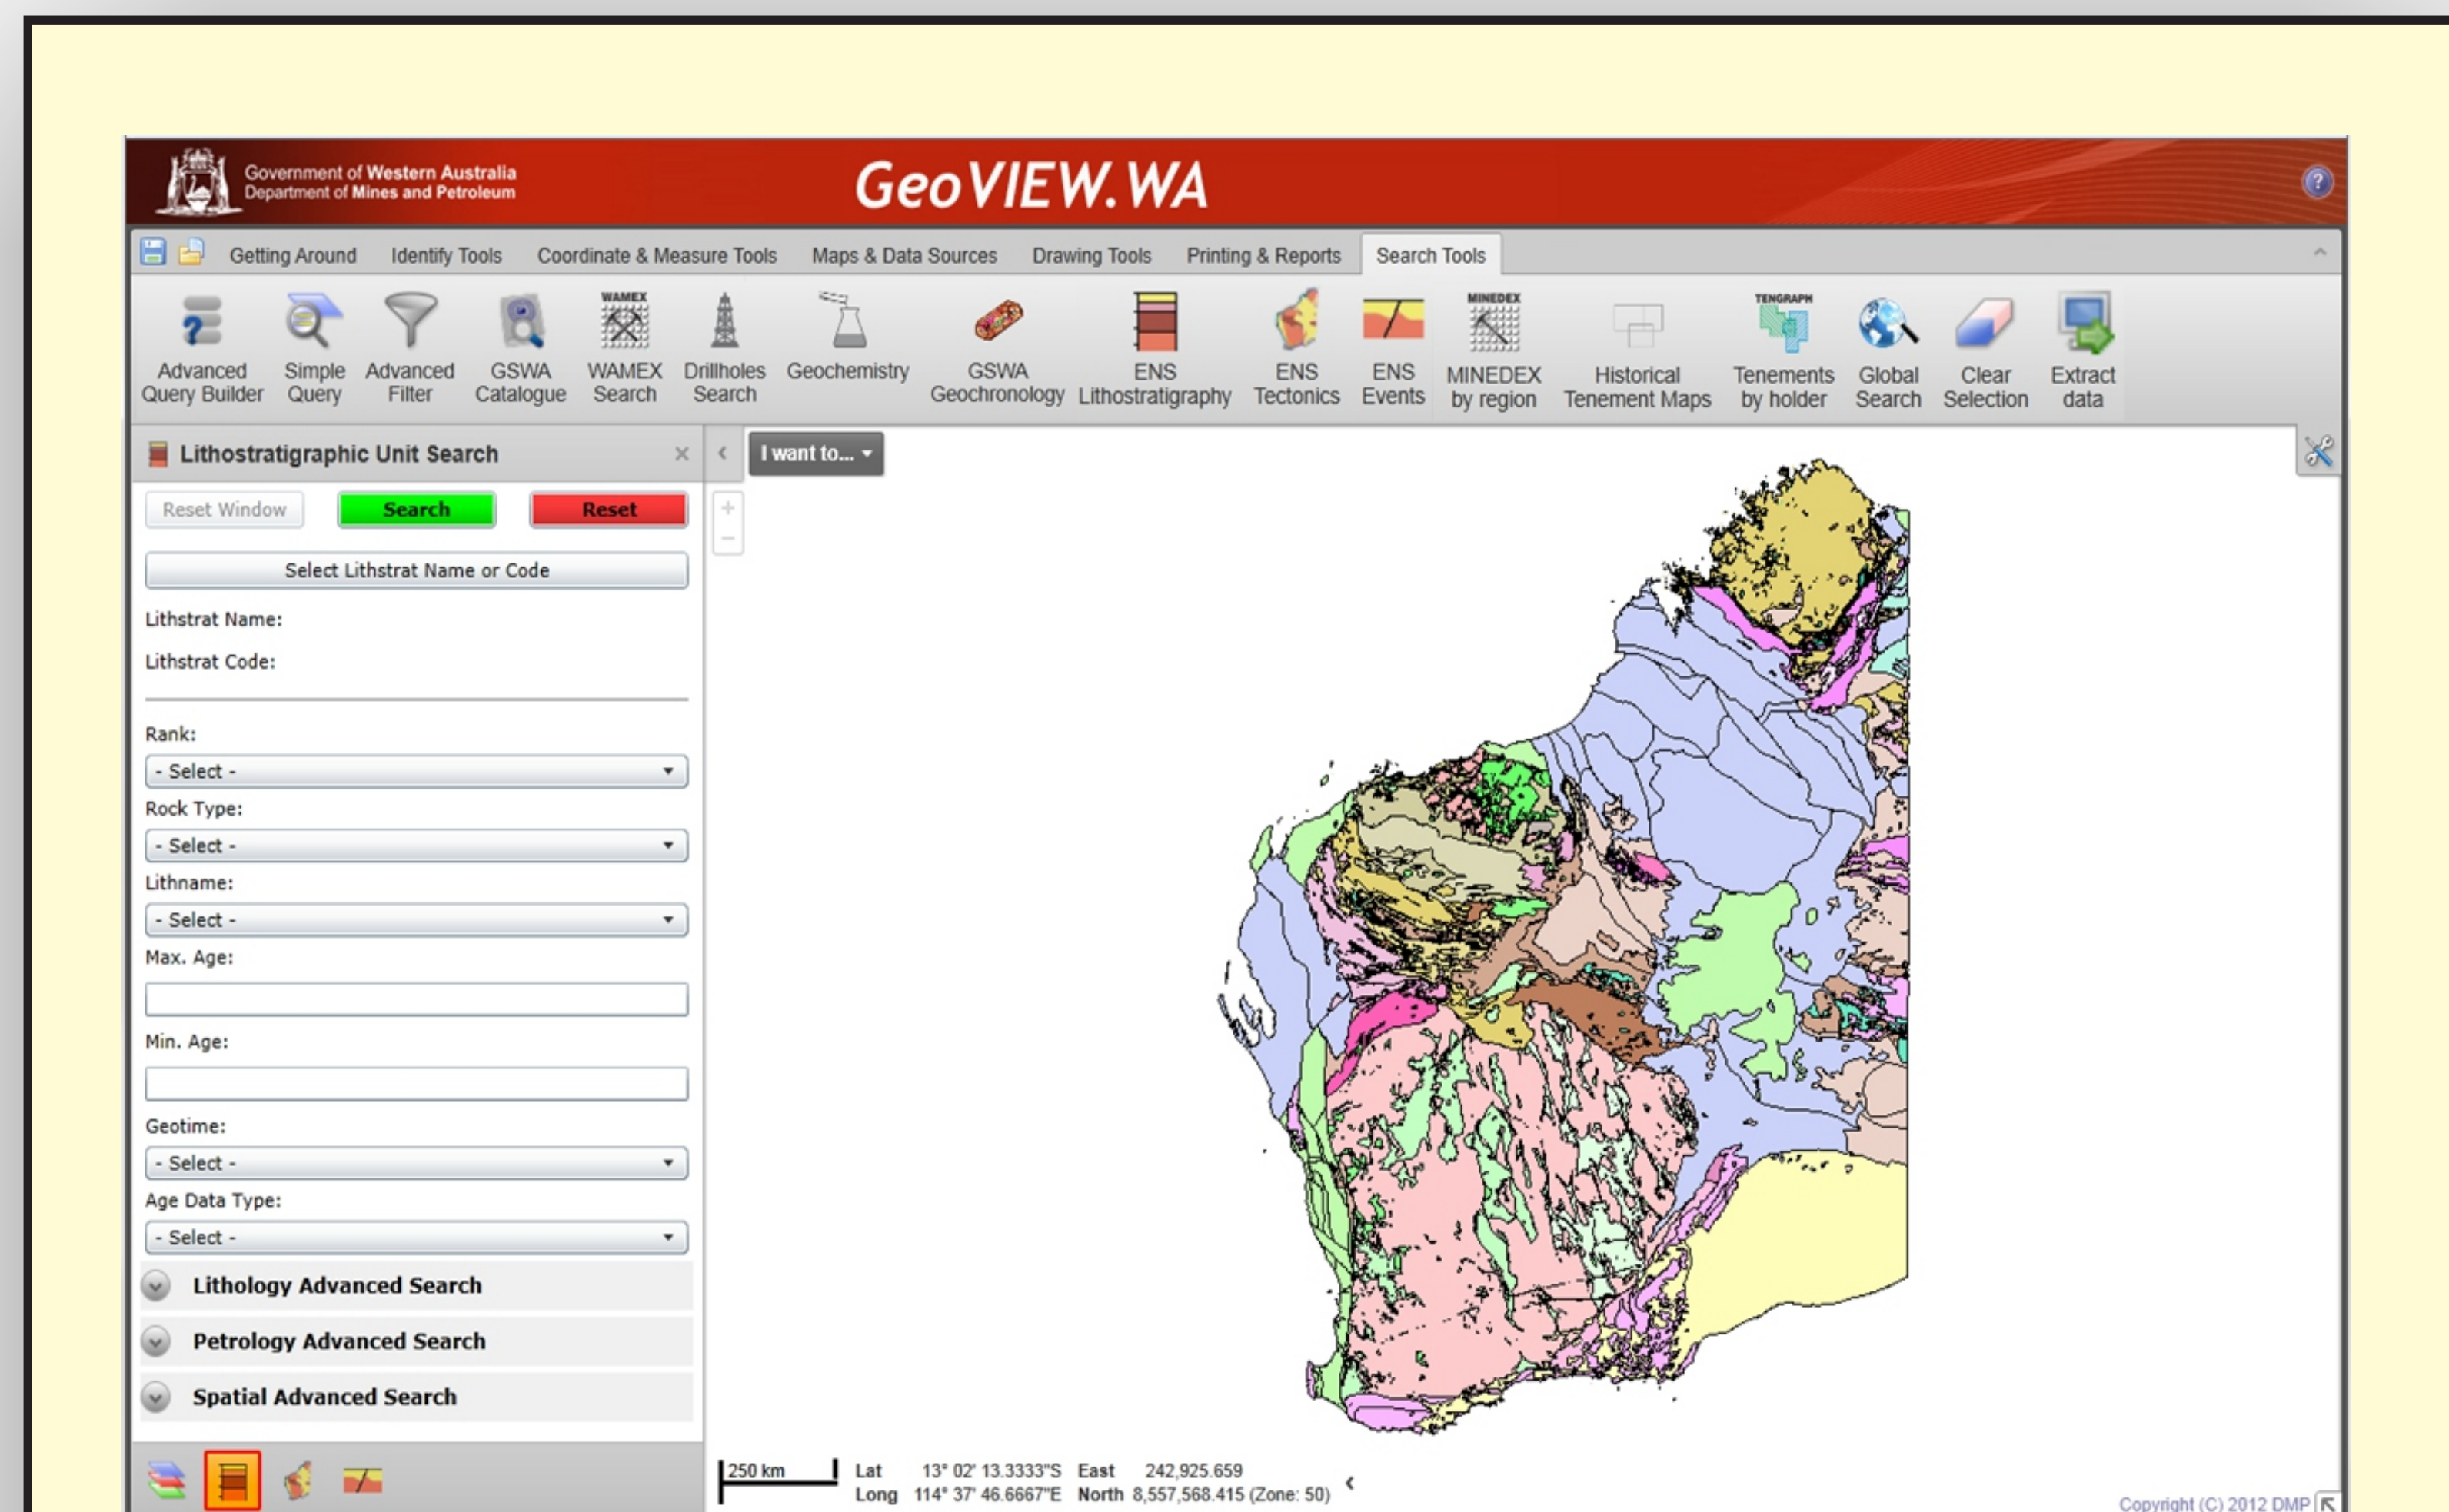 Government of Western Australia
Department of Mines and Petroleum
GeoVIEW.WA
?
Getting Around Identify Tools Coordinate & Measure Tools Maps & Data Sources Drawing Tools Printing & Reports Search Tools
WAMEX MINEDEX TENGRAPH
Advanced Simple Advanced GSWA WAMEX Drillholes Geochemistry GSWA ENS ENS ENS MINEDEX Historical Tenements Global Clear Extract
Query Builder Query Filter Catalogue Search Search Geochronology Lithostratigraphy Tectonics Events by region Tenement Maps by holder Search Selection data
Lithostratigraphic Unit Search
I want to...
Reset Window Search Reset
Select Lithstrat Name or Code
Lithstrat Name:
Lithstrat Code:
Rank:
- Select -
Rock Type:
- Select -
Lithname:
- Select -
Max. Age:
Min. Age:
Geotime:
- Select -
Age Data Type:
- Select -
Lithology Advanced Search
Petrology Advanced Search
Spatial Advanced Search
250 km
Lat 13° 02' 13.3333"S East 242,925.659
Long 114° 37' 46.6667"E North 8,557,568.415 (Zone: 50)
Copyright (C) 2012 DMP